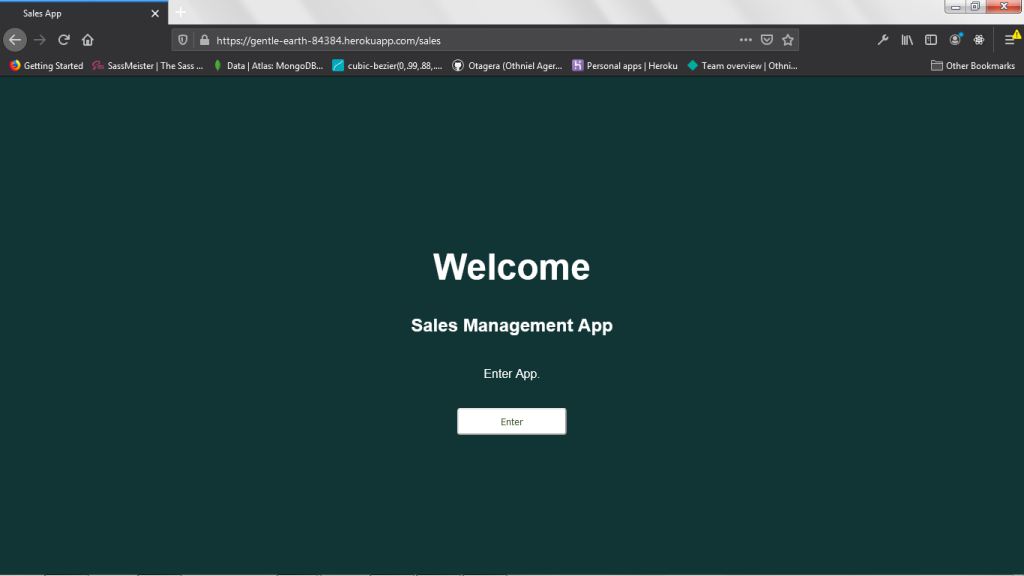 Sales App
https://gentle-earth-84384.herokuapp.com/sales
Getting Started SassMeister | The Sass ... Data | Atlas: MongoDB... cubic-bezier(0,.99,.88,.... Otagera (Othniel Ager... Personal apps | Heroku Team overview | Othni... Other Bookmarks
Welcome
Sales Management App
Enter App.
Enter